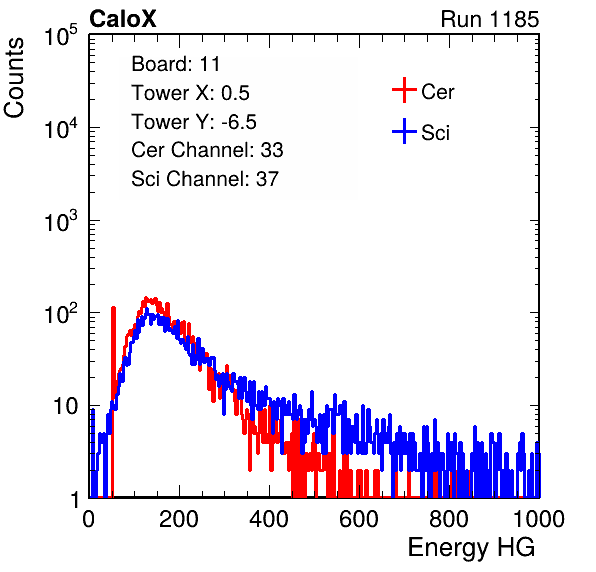 CaloX Run 1185
Counts
Board: 11
Tower X: 0.5
Tower Y: -6.5
Cer Channel: 33
Sci Channel: 37
Cer
Sci
10^5
10^4
10^3
10^2
10
1
0 200 400 600 800 1000
Energy HG